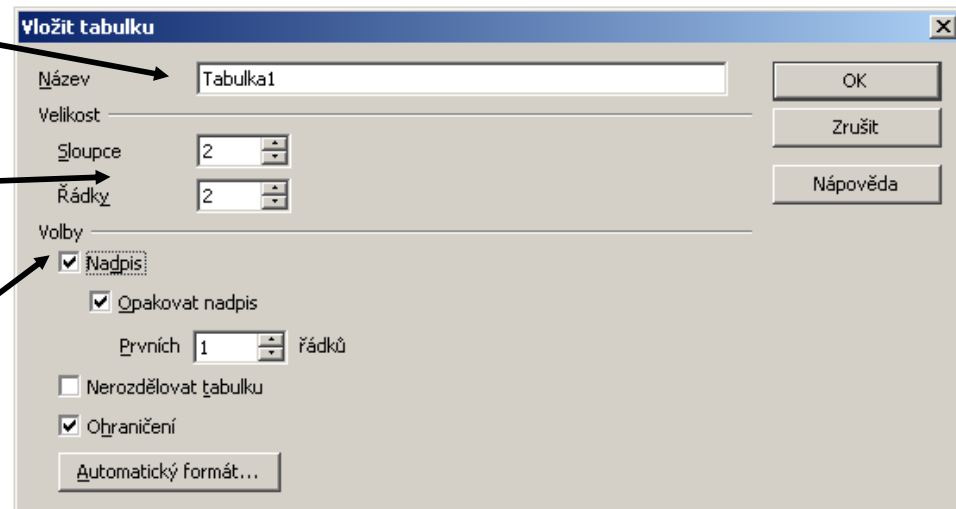 Vložit tabulku
Název Tabulka1 OK
Velikost Zrušit
Sloupce 2
Řádky 2 Nápověda
Volby
Nadpis
Opakovat nadpis
Prvních 1 řádků
Nerozdělovat tabulku
Ohraničení
Automatický formát...